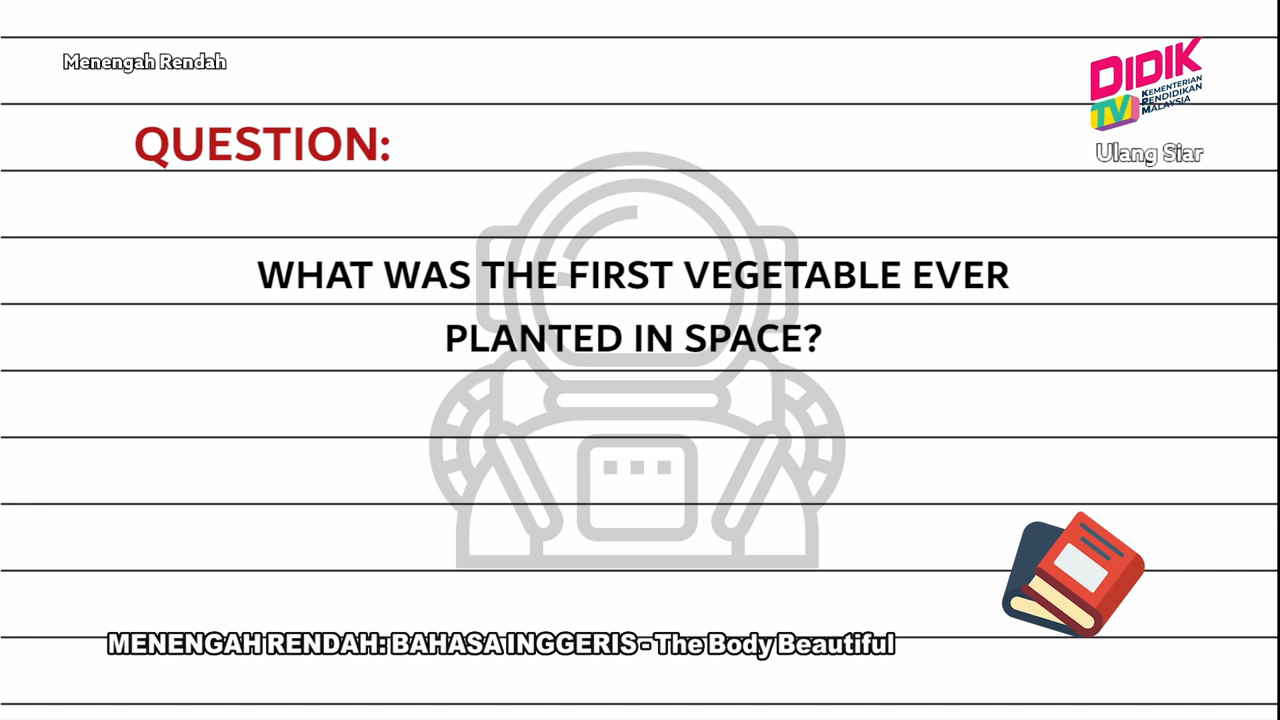 Menengah Rendah
DIDIK
TV
KEMENTERIAN
PENDIDIKAN
MALAYSIA
Ulang Siar
QUESTION:
WHAT WAS THE FIRST VEGETABLE EVER
PLANTED IN SPACE?
MENENGAH RENDAH: BAHASA INGGERIS - The Body Beautiful